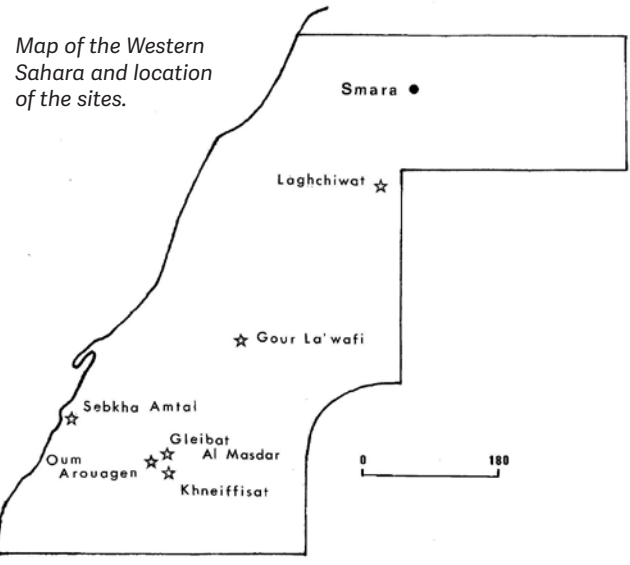 Map of the Western
Sahara and location
of the sites.
Smara
Laghchiwat
Gour La'wafi
Sebkha Amtal
Gleibat
Al Masdar
Oum
Arouagen
Khneiffisat
0 180